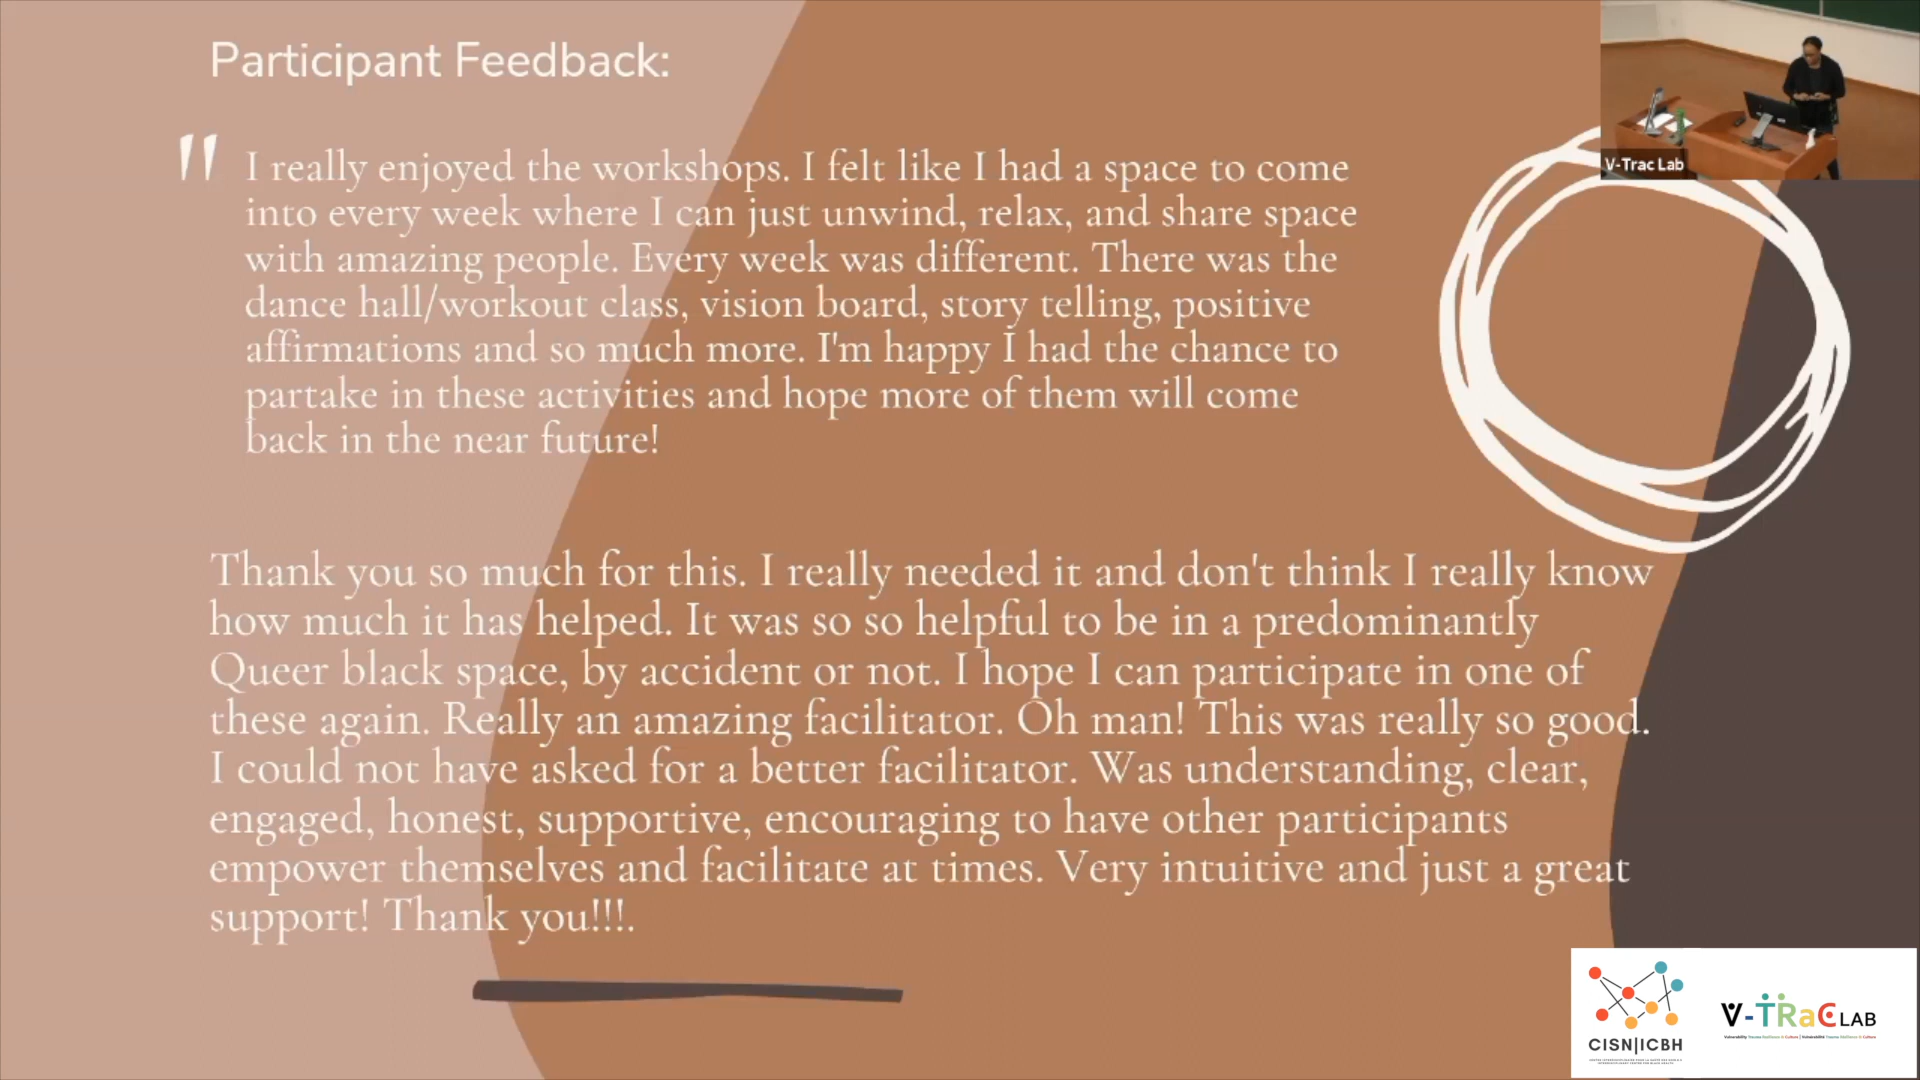 Participant Feedback:
" I really enjoyed the workshops. I felt like I had a space to come
into every week where I can just unwind, relax, and share space
with amazing people. Every week was different. There was the
dance hall/workout class, vision board, story telling, positive
affirmations and so much more. I'm happy I had the chance to
partake in these activities and hope more of them will come
back in the near future!
Thank you so much for this. I really needed it and don't think I really know
how much it has helped. It was so so helpful to be in a predominantly
Queer black space, by accident or not. I hope I can participate in one of
these again. Really an amazing facilitator. Oh man! This was really so good.
I could not have asked for a better facilitator. Was understanding, clear,
engaged, honest, supportive, encouraging to have other participants
empower themselves and facilitate at times. Very intuitive and just a great
support! Thank you!!!.
V-Trac Lab
CISN|ICBH
V-TRaC LAB